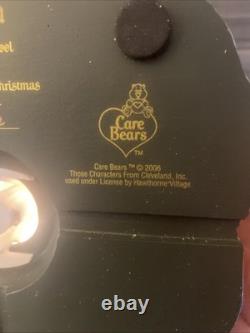 eel
Christmas
Care
Bears
TM
Care Bears ™ © 2006
Those Characters From Cleveland, Inc.
used under License by Hawthorne Village